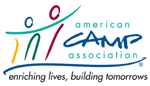 american
CAMP
association®
enriching lives, building tomorrows